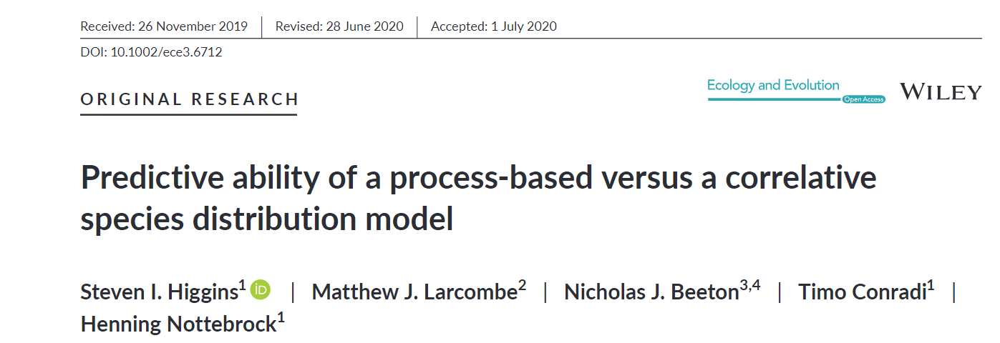 Received: 26 November 2019 | Revised: 28 June 2020 | Accepted: 1 July 2020
DOI: 10.1002/ece3.6712
ORIGINAL RESEARCH
Ecology and Evolution
Open Access
WILEY
Predictive ability of a process-based versus a correlative
species distribution model
Steven I. Higgins1 iD | Matthew J. Larcombe2 | Nicholas J. Beeton3,4 | Timo Conradi1 |
Henning Nottebrock1